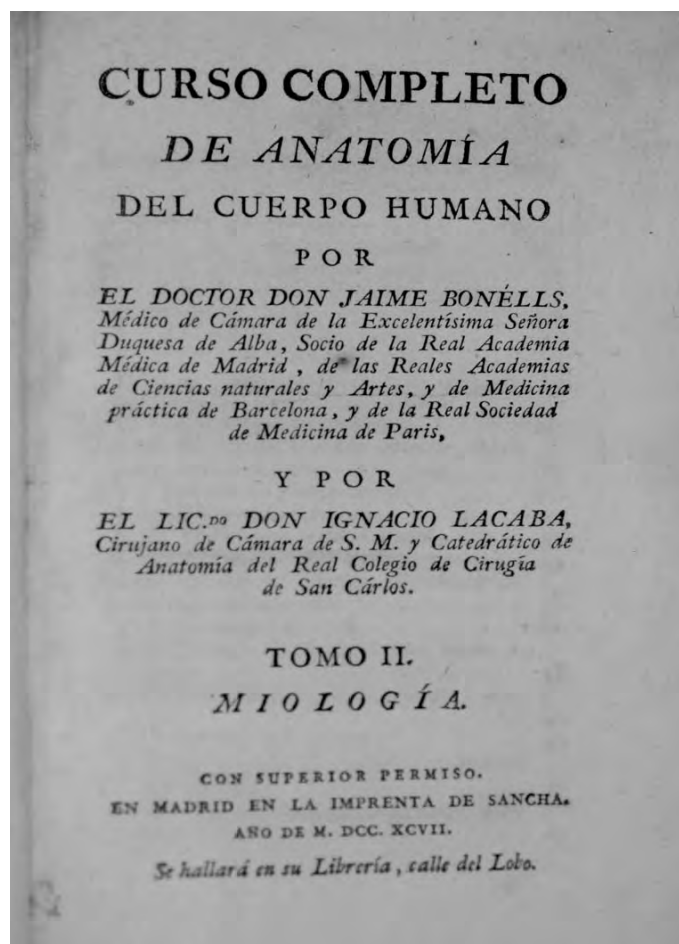 CURSO COMPLETO
DE ANATOMÍA
DEL CUERPO HUMANO
POR
EL DOCTOR DON JAIME BONÉLLS,
Médico de Cámara de la Excelentísima Señora
Duquesa de Alba, Socio de la Real Academia
Médica de Madrid, de las Reales Academias
de Ciencias naturales y Artes, y de Medicina
práctica de Barcelona, y de la Real Sociedad
de Medicina de Paris,
Y POR
EL LIC.ᴰᴼ DON IGNACIO LACABA,
Cirujano de Cámara de S. M. y Catedrático de
Anatomía del Real Colegio de Cirugía
de San Cárlos.
TOMO II.
MIOLOGÍA.
CON SUPERIOR PERMISO.
EN MADRID EN LA IMPRENTA DE SANCHA.
AÑO DE M. DCC. XCVII.
Se hallará en su Librería, calle del Lobo.